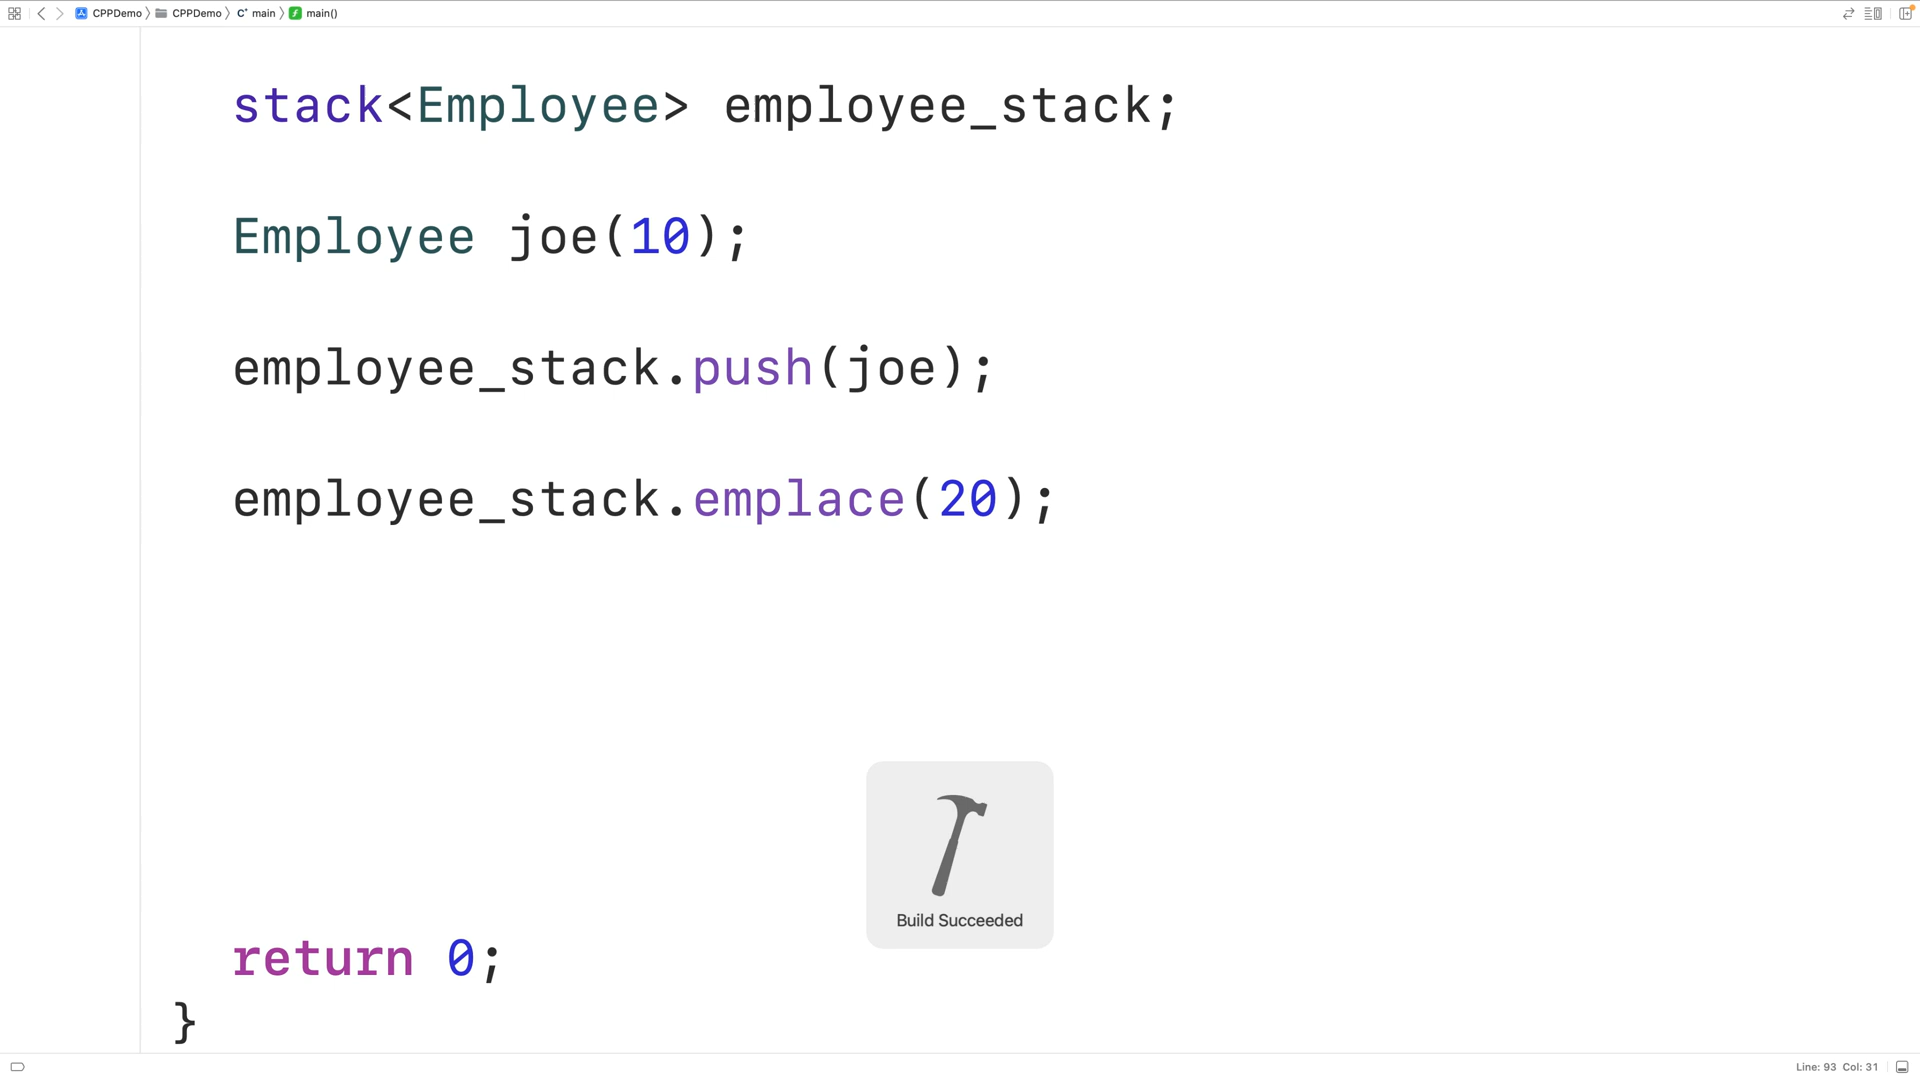 CPPDemo 〉 CPPDemo 〉 C+ main 〉 f main()
stack<Employee> employee_stack;
Employee joe(10);
employee_stack.push(joe);
employee_stack.emplace(20);
Build Succeeded
return 0;
}
Line: 93 Col: 31